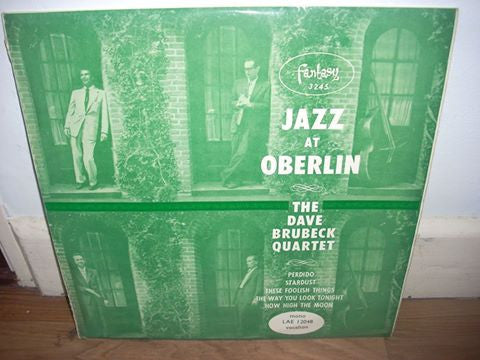 fantasy
3245
JAZZ
AT
OBERLIN
THE
DAVE
BRUBECK
QUARTET
PERDIDO
STARDUST
THESE FOOLISH THINGS
THE WAY YOU LOOK TONIGHT
HOW HIGH THE MOON
mono
LAE 12048
vocalion